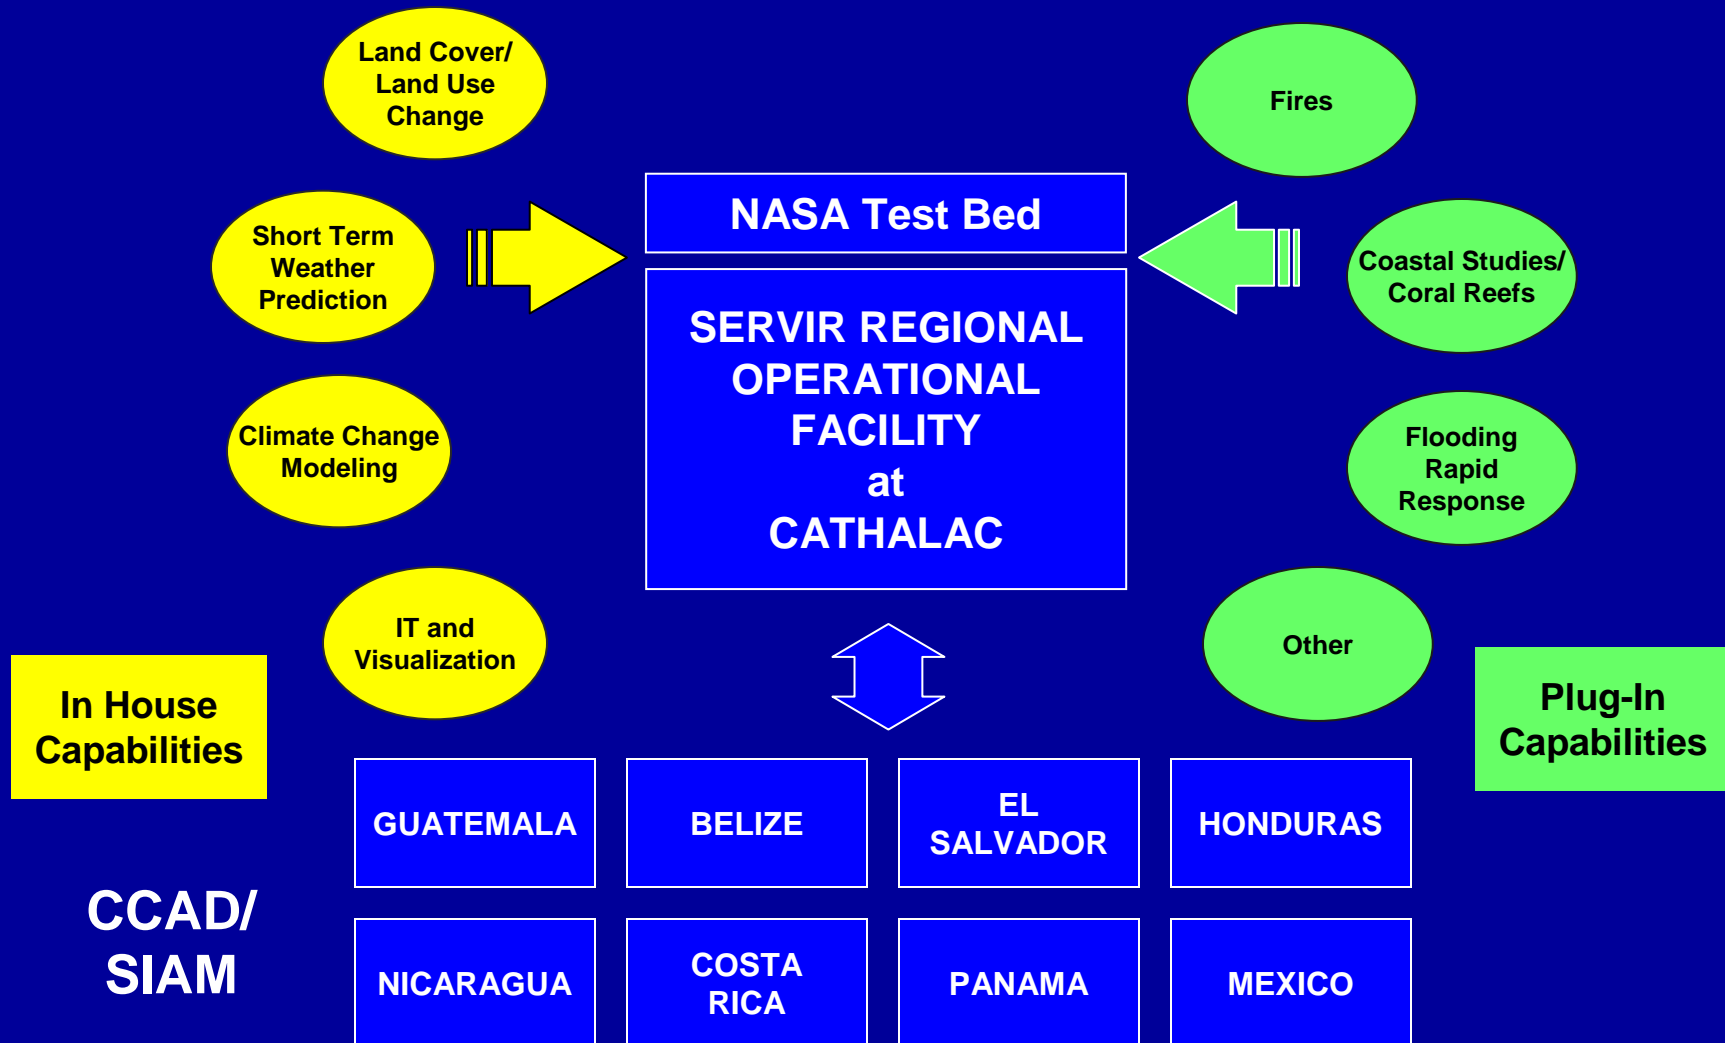 Land Cover/
Land Use
Change
Short Term
Weather
Prediction
Climate Change
Modeling
IT and
Visualization
In House
Capabilities
NASA Test Bed
SERVIR REGIONAL
OPERATIONAL
FACILITY
at
CATHALAC
Fires
Coastal Studies/
Coral Reefs
Flooding
Rapid
Response
Other
Plug-In
Capabilities
CCAD/
SIAM
GUATEMALA
BELIZE
EL
SALVADOR
HONDURAS
NICARAGUA
COSTA
RICA
PANAMA
MEXICO